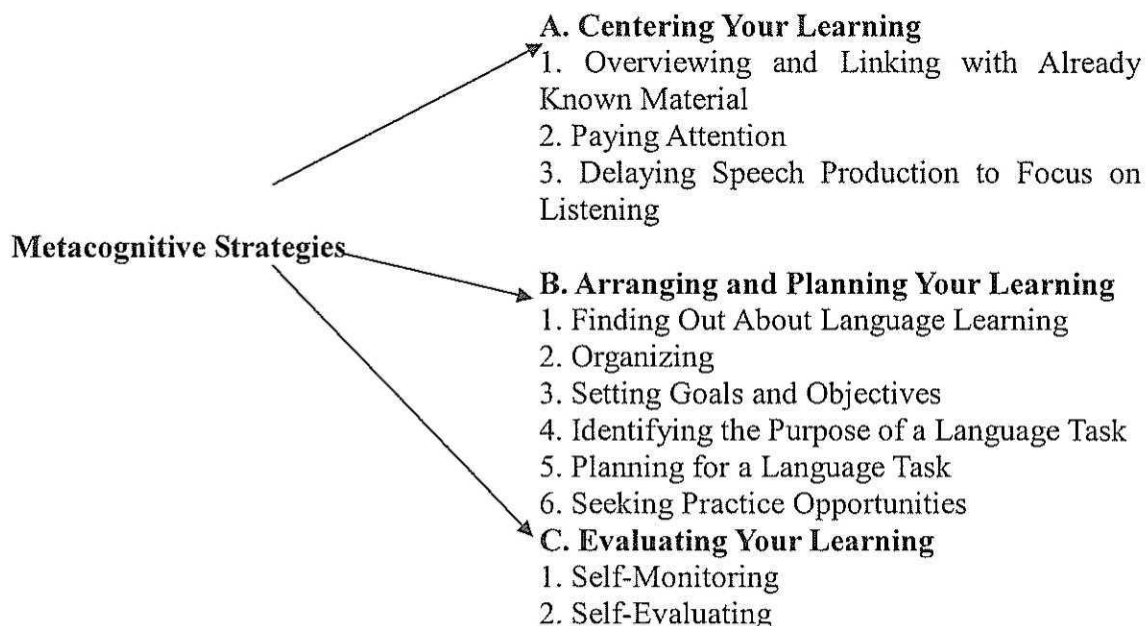 A. Centering Your Learning
1. Overviewing and Linking with Already
Known Material
2. Paying Attention
3. Delaying Speech Production to Focus on
Listening
Metacognitive Strategies
B. Arranging and Planning Your Learning
1. Finding Out About Language Learning
2. Organizing
3. Setting Goals and Objectives
4. Identifying the Purpose of a Language Task
5. Planning for a Language Task
6. Seeking Practice Opportunities
C. Evaluating Your Learning
1. Self-Monitoring
2. Self-Evaluating